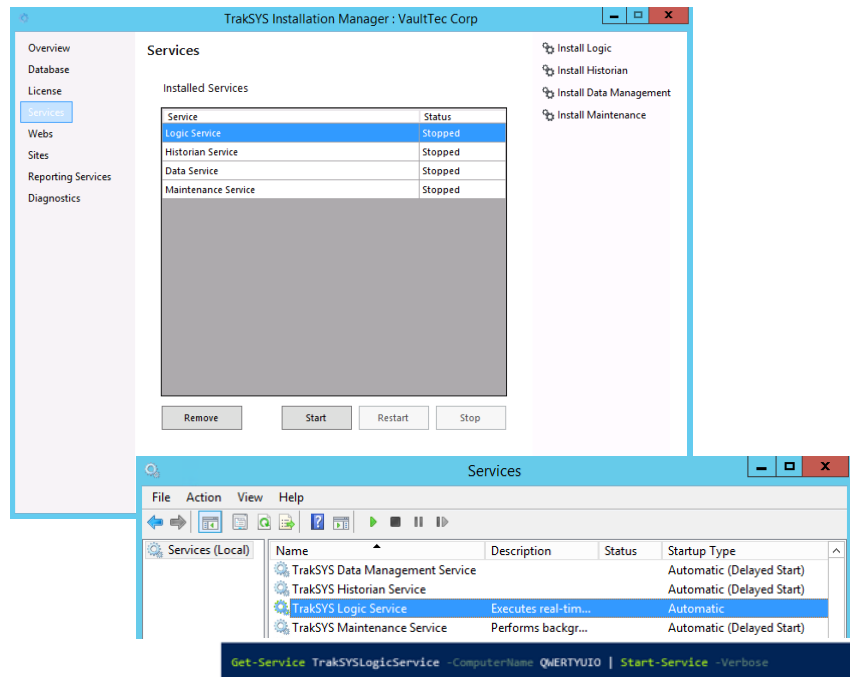 TrakSYS Installation Manager : VaultTec Corp
Overview
Database
License
Services
Webs
Sites
Reporting Services
Diagnostics
Services
Installed Services
Service Status
Logic Service Stopped
Historian Service Stopped
Data Service Stopped
Maintenance Service Stopped
Remove Start Restart Stop
Install Logic
Install Historian
Install Data Management
Install Maintenance
Services
File Action View Help
Services (Local)
Name Description Status Startup Type
TrakSYS Data Management Service Automatic (Delayed Start)
TrakSYS Historian Service Automatic (Delayed Start)
TrakSYS Logic Service Executes real-tim... Automatic
TrakSYS Maintenance Service Performs backgr... Automatic (Delayed Start)
Get-Service TrakSYSLogicService -ComputerName QWERTYUIO | Start-Service -Verbose